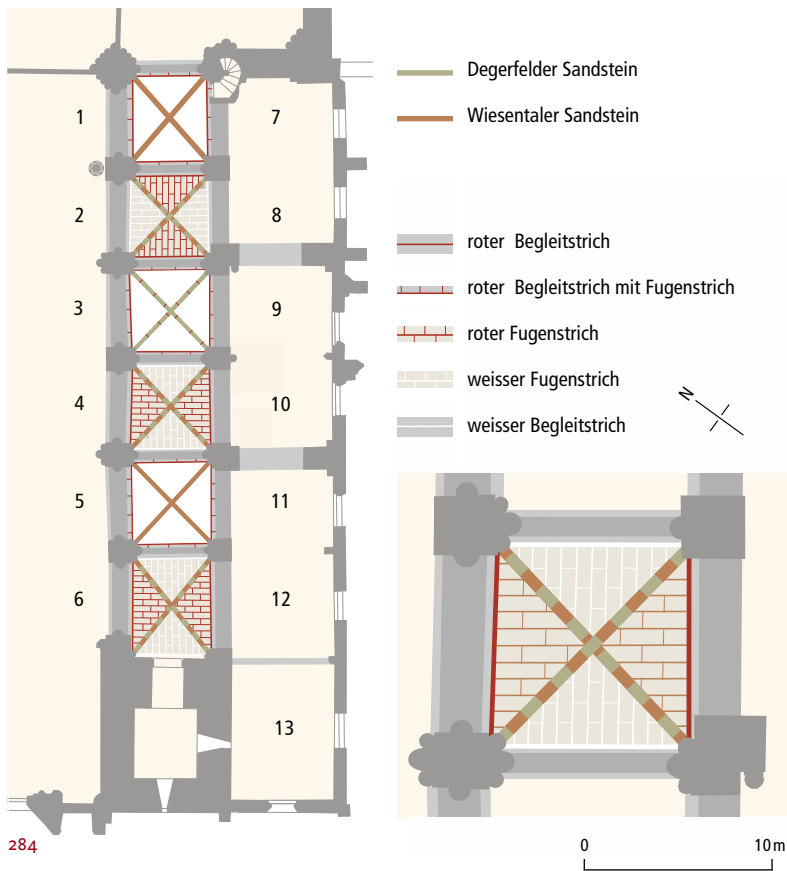 Degerfelder Sandstein
Wiesentaler Sandstein
roter Begleitstrich
roter Begleitstrich mit Fugenstrich
roter Fugenstrich
weisser Fugenstrich
weisser Begleitstrich
N
1
7
2
8
3
9
4
10
5
11
6
12
13
284
0
10 m